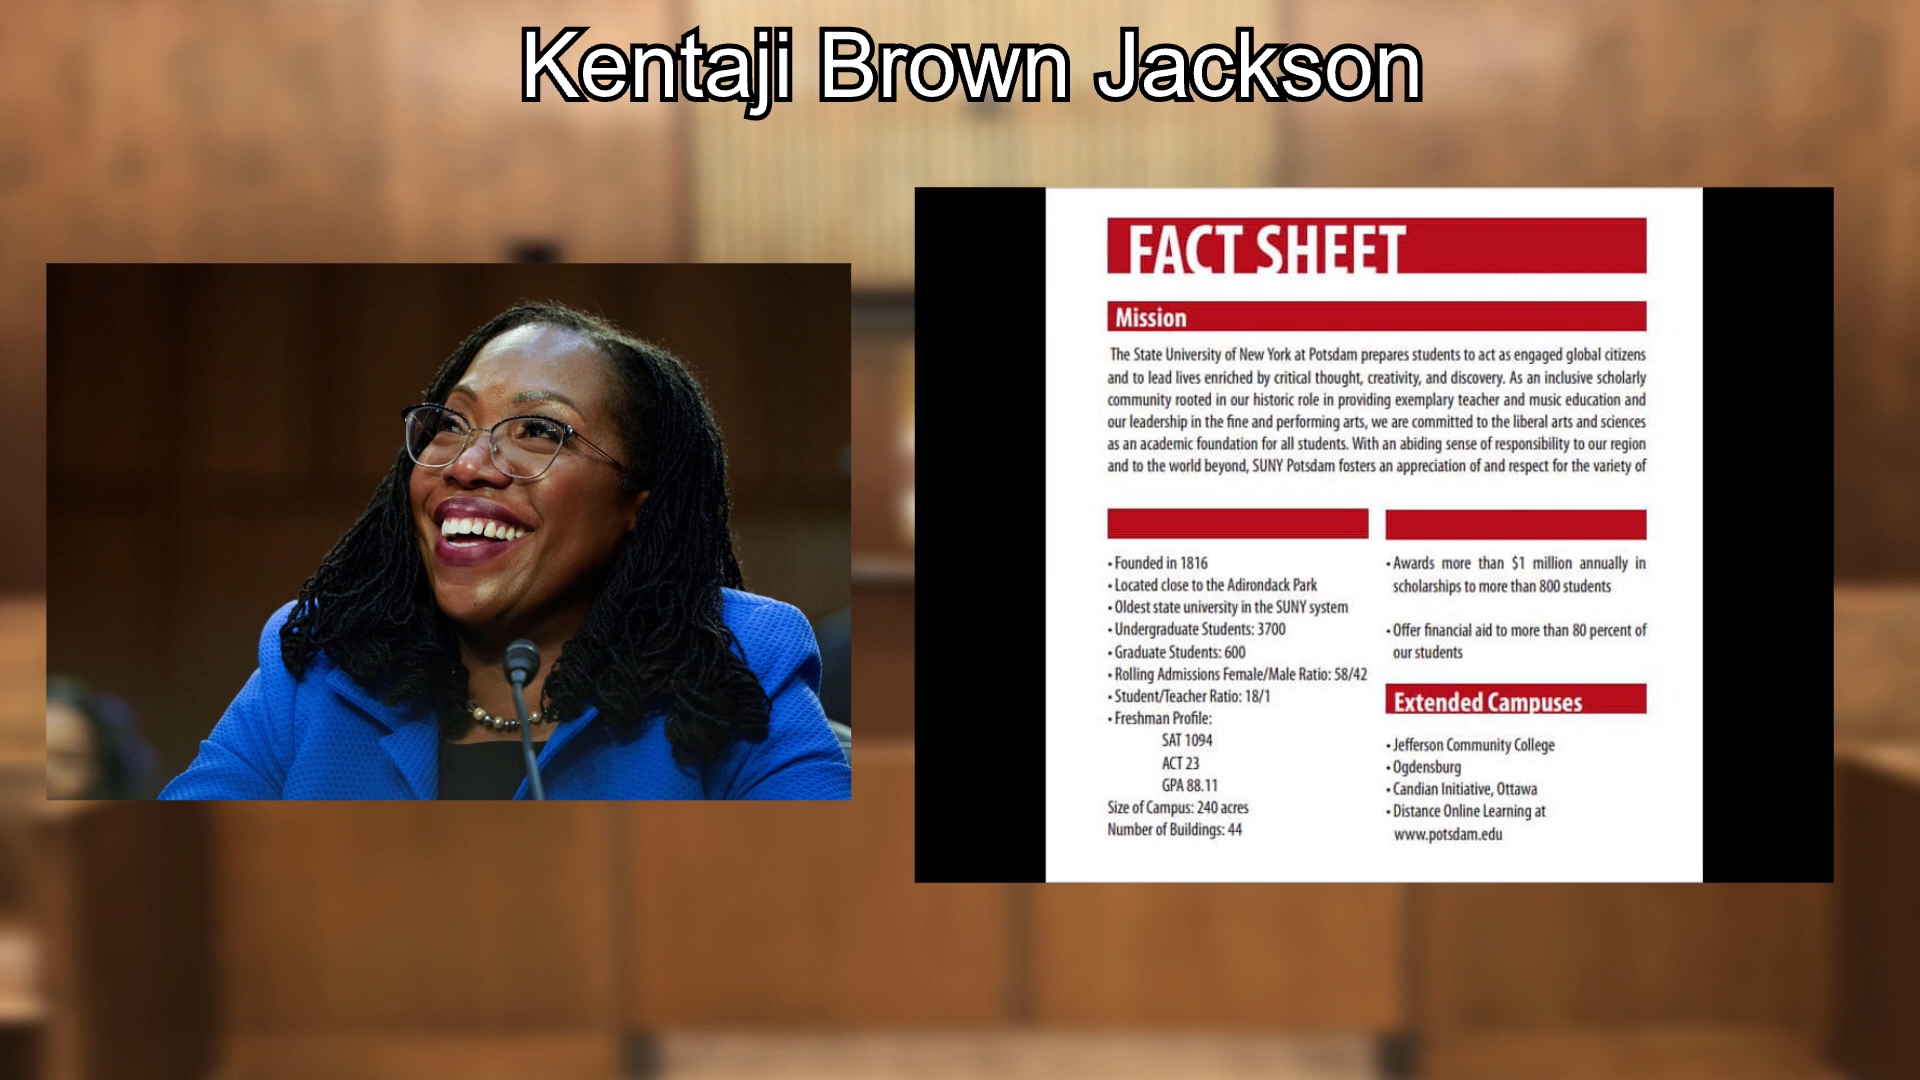 Kentaji Brown Jackson
FACT SHEET
Mission
The State University of New York at Potsdam prepares students to act as engaged global citizens
and to lead lives enriched by critical thought, creativity, and discovery. As an inclusive scholarly
community rooted in our historic role in providing exemplary teacher and music education and
our leadership in the fine and performing arts, we are committed to the liberal arts and sciences
as an academic foundation for all students. With an abiding sense of responsibility to our region
and to the world beyond, SUNY Potsdam fosters an appreciation of and respect for the variety of
• Founded in 1816
• Located close to the Adirondack Park
• Oldest state university in the SUNY system
• Undergraduate Students: 3700
• Graduate Students: 600
• Rolling Admissions Female/Male Ratio: 58/42
• Student/Teacher Ratio: 18/1
• Freshman Profile:
SAT 1094
ACT 23
GPA 88.11
Size of Campus: 240 acres
Number of Buildings: 44
• Awards more than $1 million annually in
scholarships to more than 800 students
• Offer financial aid to more than 80 percent of
our students
Extended Campuses
• Jefferson Community College
• Ogdensburg
• Candian Initiative, Ottawa
• Distance Online Learning at
www.potsdam.edu